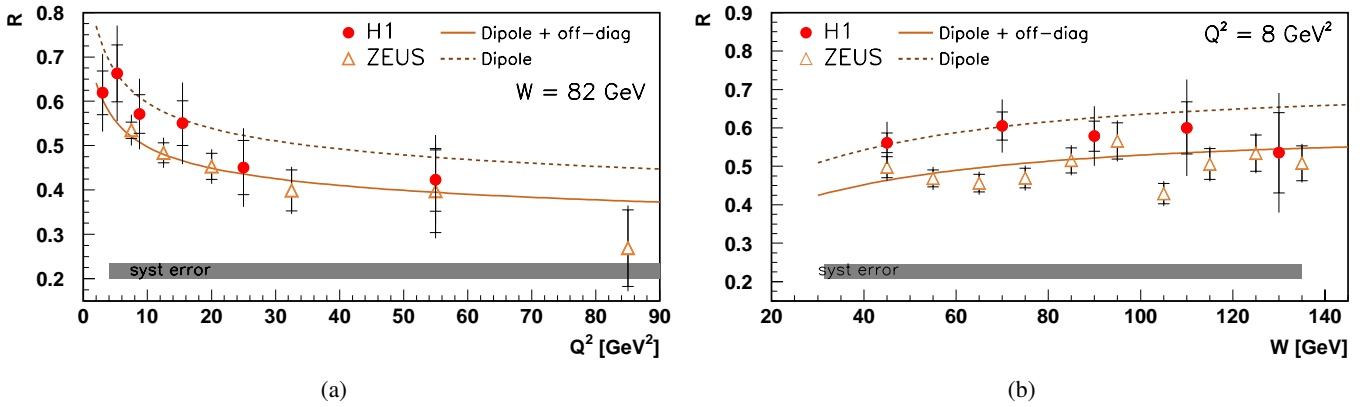 R
0.8
0.7
0.6
0.5
0.4
0.3
0.2
H1
ZEUS
Dipole + off-diag
Dipole
W = 82 GeV
syst error
0 10 20 30 40 50 60 70 80 90
Q² [GeV²]
(a)
R
0.9
0.8
0.7
0.6
0.5
0.4
0.3
0.2
H1
ZEUS
Dipole + off-diag
Dipole
Q² = 8 GeV²
syst error
20 40 60 80 100 120 140
W [GeV]
(b)